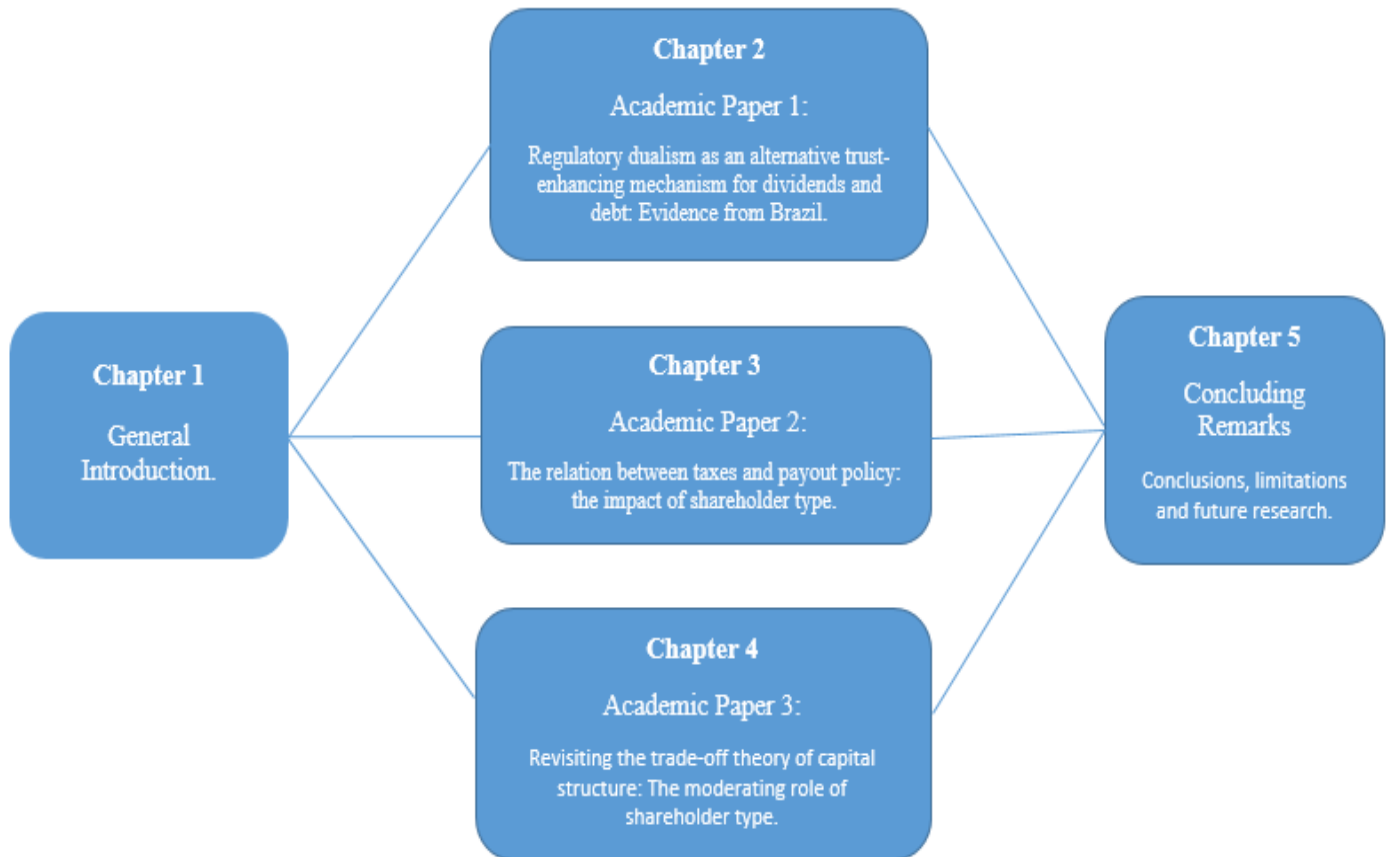 Chapter 1
General
Introduction.
Chapter 2
Academic Paper 1:
Regulatory dualism as an alternative trust-
enhancing mechanism for dividends and
debt: Evidence from Brazil.
Chapter 3
Academic Paper 2:
The relation between taxes and payout policy:
the impact of shareholder type.
Chapter 4
Academic Paper 3:
Revisiting the trade-off theory of capital
structure: The moderating role of
shareholder type.
Chapter 5
Concluding
Remarks
Conclusions, limitations
and future research.